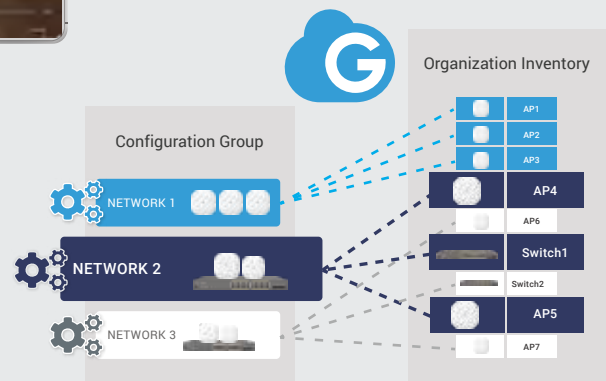 G
Organization Inventory
Configuration Group
NETWORK 1
NETWORK 2
NETWORK 3
AP1
AP2
AP3
AP4
AP6
Switch1
Switch2
AP5
AP7